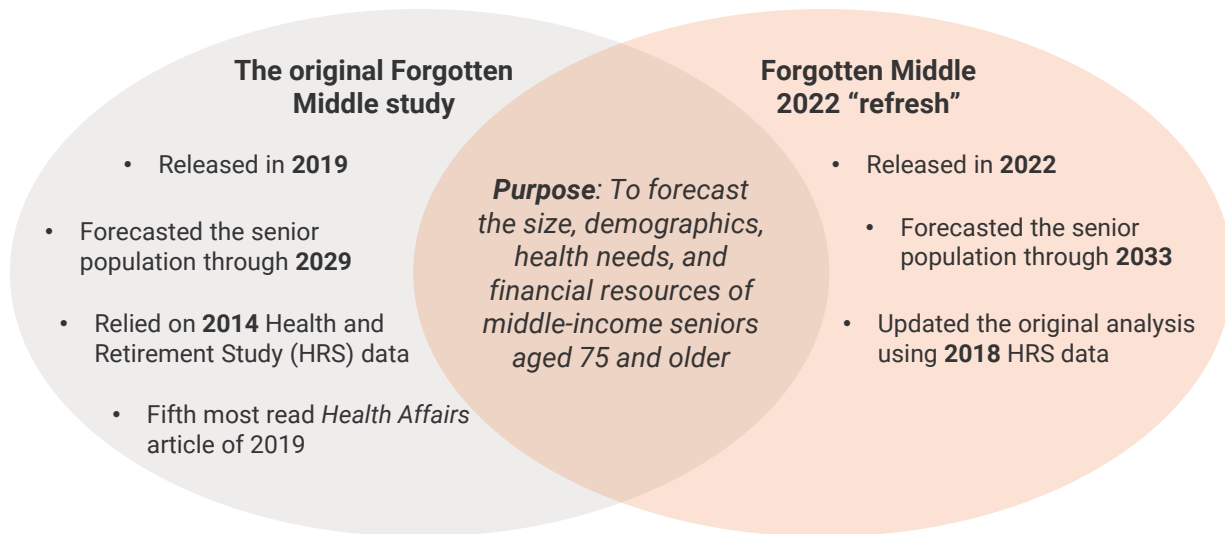 The original Forgotten
Middle study
• Released in 2019
• Forecasted the senior
population through 2029
• Relied on 2014 Health and
Retirement Study (HRS) data
• Fifth most read Health Affairs
article of 2019
Purpose: To forecast
the size, demographics,
health needs, and
financial resources of
middle-income seniors
aged 75 and older
Forgotten Middle
2022 “refresh”
• Released in 2022
• Forecasted the senior
population through 2033
• Updated the original analysis
using 2018 HRS data